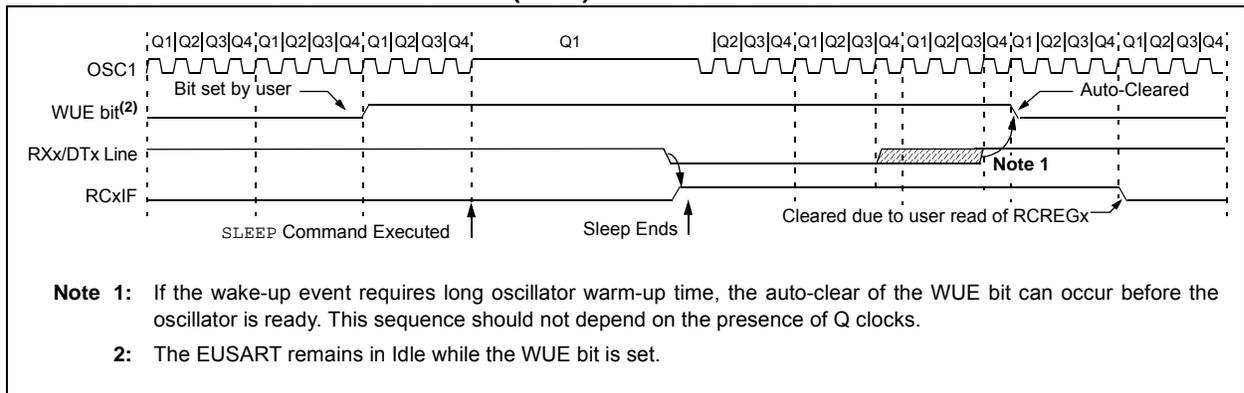 Q1 Q2 Q3 Q4 Q1 Q2 Q3 Q4 Q1 Q2 Q3 Q4 Q1 Q2 Q3 Q4 Q1 Q2 Q3 Q4 Q1 Q2 Q3 Q4 Q1 Q2 Q3 Q4 Q1 Q2 Q3 Q4
OSC1
Bit set by user
Auto-Cleared
WUE bit(2)
RXx/DTx Line
Note 1
RCxIF
Cleared due to user read of RCREGx
SLEEP Command Executed
Sleep Ends
Note 1: If the wake-up event requires long oscillator warm-up time, the auto-clear of the WUE bit can occur before the
oscillator is ready. This sequence should not depend on the presence of Q clocks.
2: The EUSART remains in Idle while the WUE bit is set.